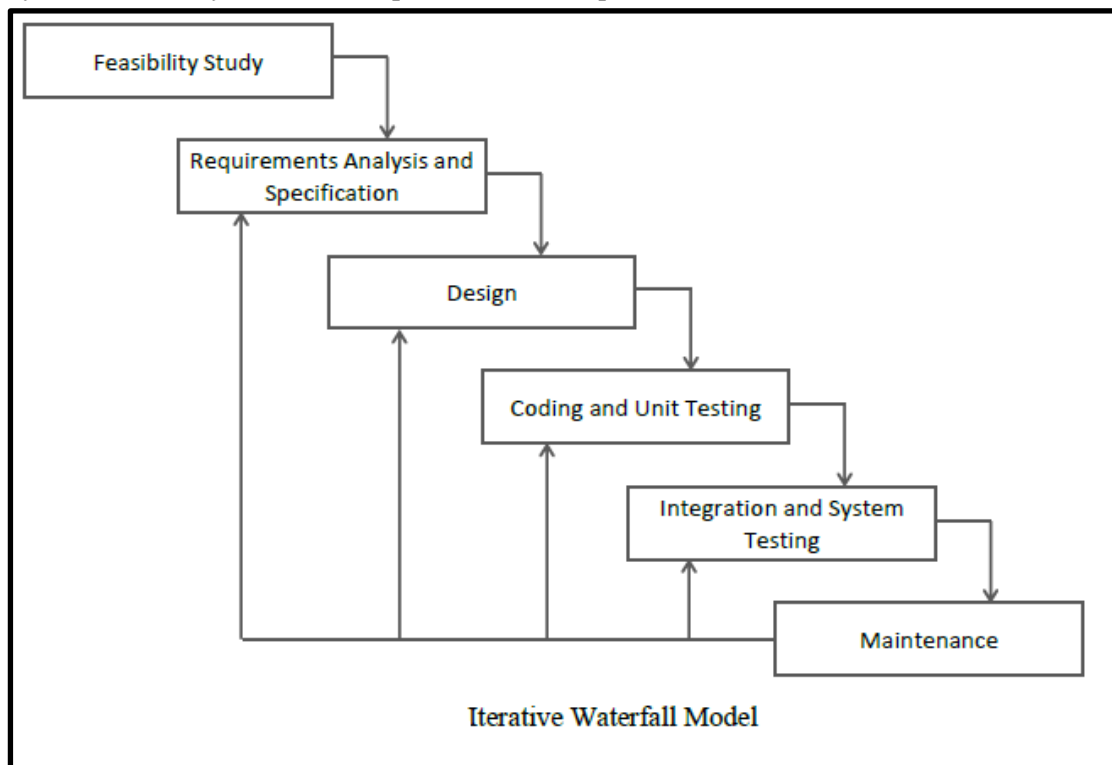 Feasibility Study
Requirements Analysis and
Specification
Design
Coding and Unit Testing
Integration and System
Testing
Maintenance
Iterative Waterfall Model